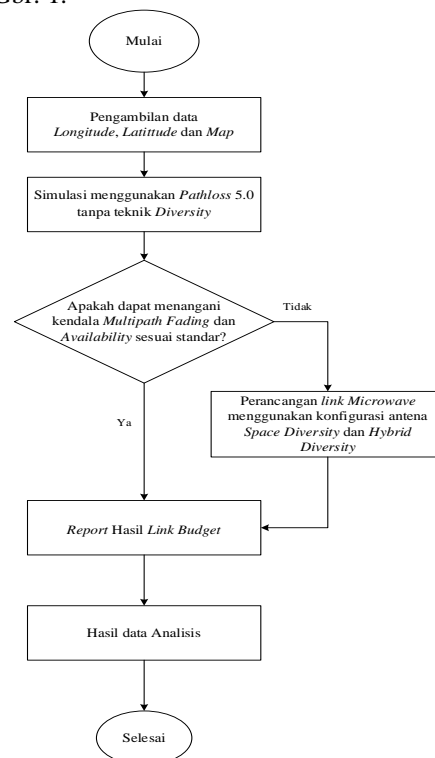 Mulai
Pengambilan data
Longitude, Latittude dan Map
Simulasi menggunakan Pathloss 5.0
tanpa teknik Diversity
Apakah dapat menangani
kendala Multipath Fading dan
Availability sesuai standar?
Tidak
Perancangan link Microwave
menggunakan konfigurasi antena
Space Diversity dan Hybrid
Diversity
Ya
Report Hasil Link Budget
Hasil data Analisis
Selesai